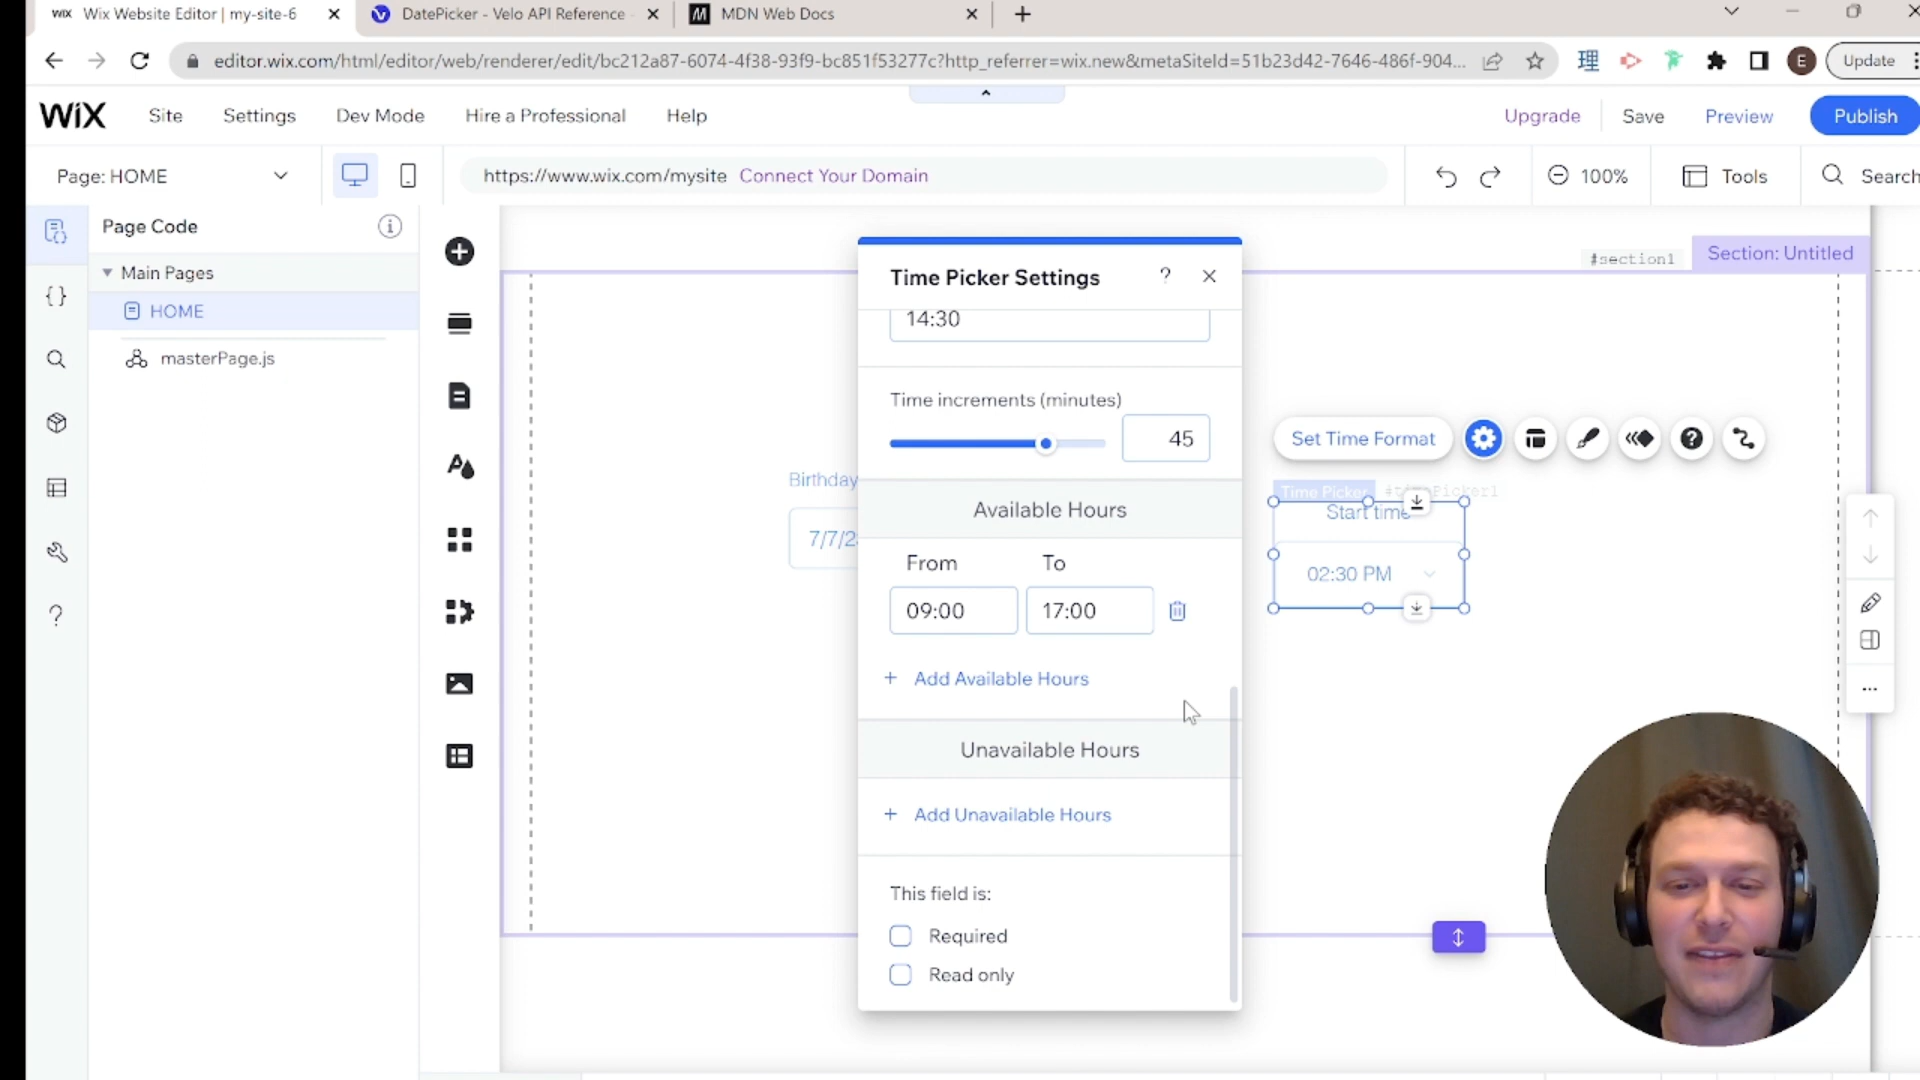 WiX Wix Website Editor | my-site-6
DatePicker - Velo API Reference -
MDN Web Docs
editor.wix.com/html/editor/web/renderer/edit/bc212a87-6074-4f38-93f9-bc851f53277c?http_referrer=wix.new&metaSiteId=51b23d42-7646-486f-904...
理
E
Update
WiX
Site
Settings
Dev Mode
Hire a Professional
Help
Upgrade
Save
Preview
Publish
Page: HOME
https://www.wix.com/mysite Connect Your Domain
100%
Tools
Search
Page Code
Main Pages
HOME
masterPage.js
#section1
Section: Untitled
Time Picker Settings
14:30
Time increments (minutes)
45
Available Hours
From To
09:00 17:00
+ Add Available Hours
Unavailable Hours
+ Add Unavailable Hours
This field is:
Required
Read only
Birthday
7/7/2
Set Time Format
Time Picker #timePicker1
Start time
02:30 PM